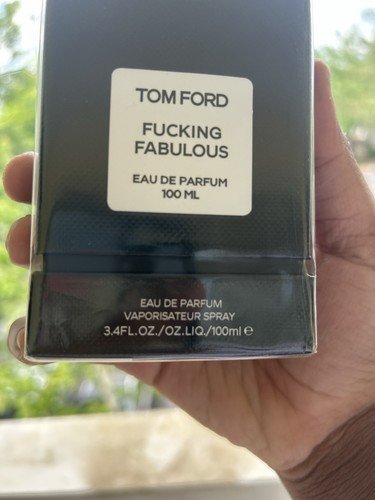 TOM FORD
FUCKING
FABULOUS
EAU DE PARFUM
100 ML
EAU DE PARFUM
VAPORISATEUR SPRAY
3.4FL.OZ./OZ.LIQ./100ml ℮